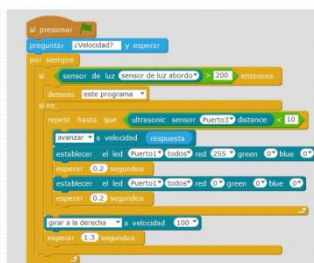 al presionar
preguntar ¿Velocidad? y esperar
por siempre
si sensor de luz sensor de luz abordo > 200 entonces
detener este programa
si no
repetir hasta que ultrasonic sensor Puerto3 distance < 10
avanzar a velocidad respuesta
establecer el led Puerto1 todos red 255 green 0 blue 0
esperar 0.2 segundos
establecer el led Puerto1 todos red 0 green 0 blue 0
esperar 0.2 segundos
girar a la derecha a velocidad 100
esperar 1.3 segundos